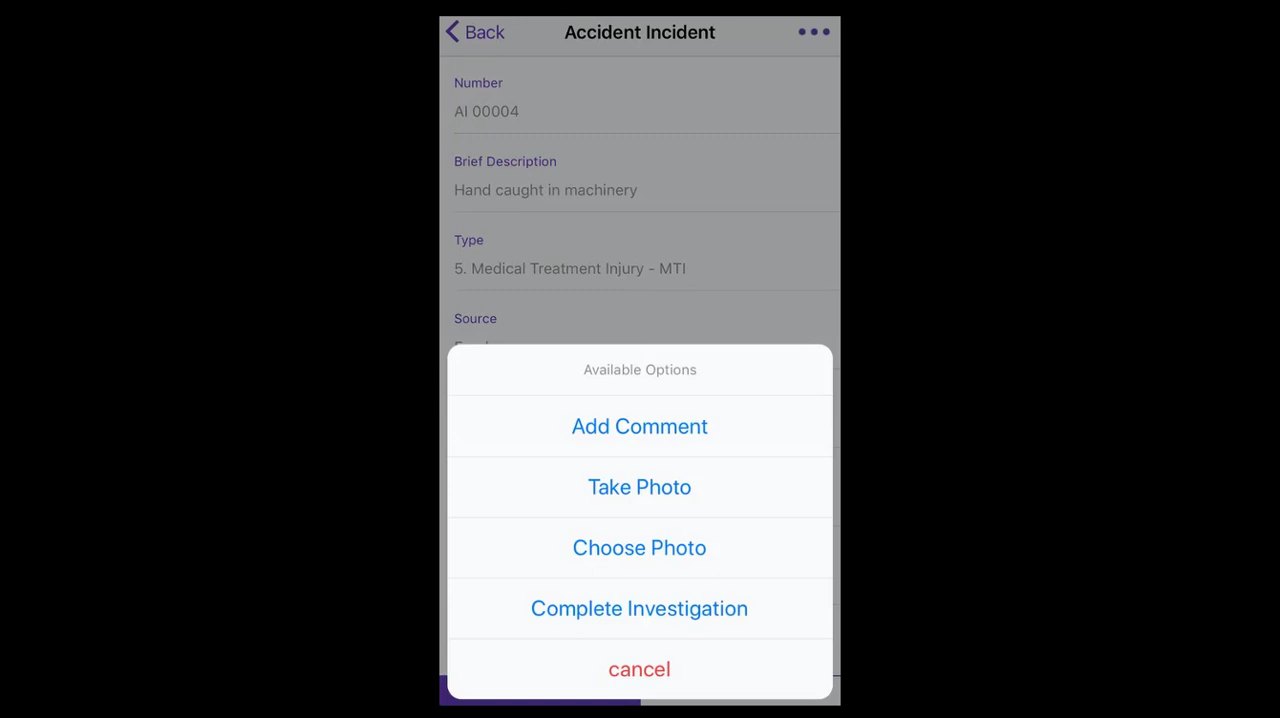 Back
Accident Incident
Number
AI 00004
Brief Description
Hand caught in machinery
Type
5. Medical Treatment Injury - MTI
Source
Available Options
Add Comment
Take Photo
Choose Photo
Complete Investigation
cancel